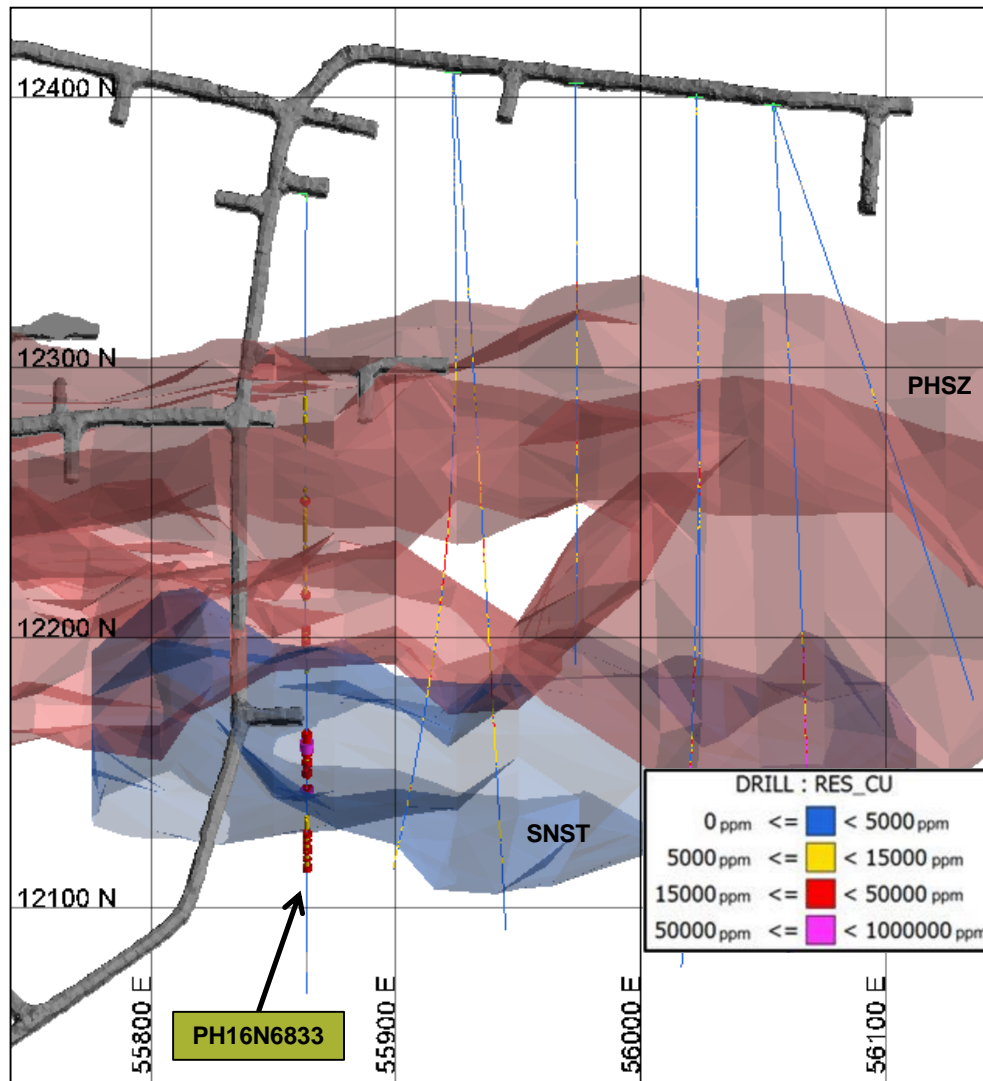 12400 N
12300 N
PHSZ
12200 N
DRILL : RES_CU
0 ppm <= < 5000 ppm
5000 ppm <= < 15000 ppm
15000 ppm <= < 50000 ppm
50000 ppm <= < 1000000 ppm
SNST
12100 N
55800 E
55900 E
56000 E
56100 E
PH16N6833